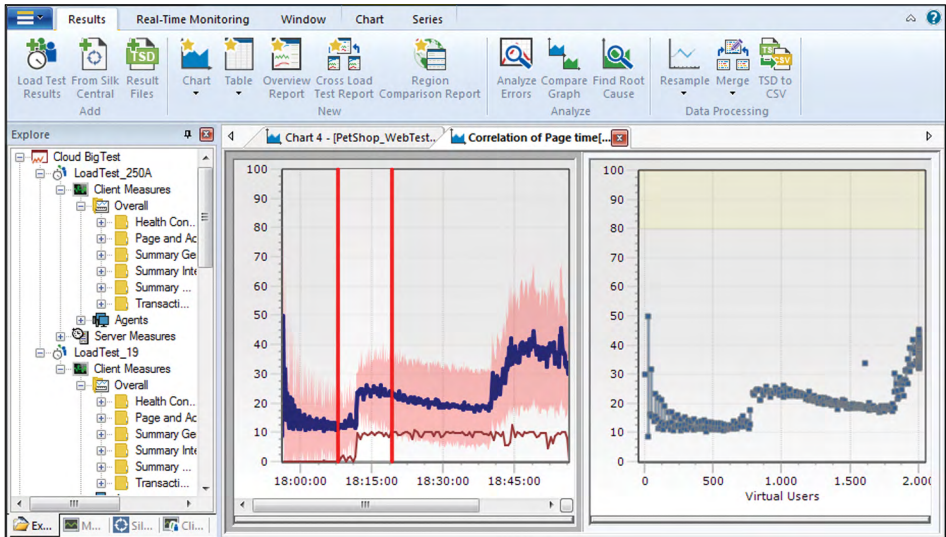 Results Real-Time Monitoring Window Chart Series
Load Test Results
From Silk Central
Result Files
Add
Chart
Table
Overview Report
Cross Load Test Report
Region Comparison Report
New
Analyze Errors
Compare Graph
Find Root Cause
Analyze
Resample
Merge
TSD to CSV
Data Processing
TSD
TSD
CSV
Explore
Chart 4 - [PetShop_WebTest..
Correlation of Page time[...
Cloud BigTest
LoadTest_250A
Client Measures
Overall
Health Con..
Page and Ac
Summary Ge
Summary Inte
Summary ...
Transacti...
Agents
Server Measures
LoadTest_19
Client Measures
Overall
Health Con..
Page and Ac
Summary Ge
Summary Inte
Summary ...
Transacti...
Ex... M... Sil... Cli...
100
90
80
70
60
50
40
30
20
10
0
18:00:00 18:15:00 18:30:00 18:45:00
100
90
80
70
60
50
40
30
20
10
0
0 500 1.000 1.500 2.000
Virtual Users